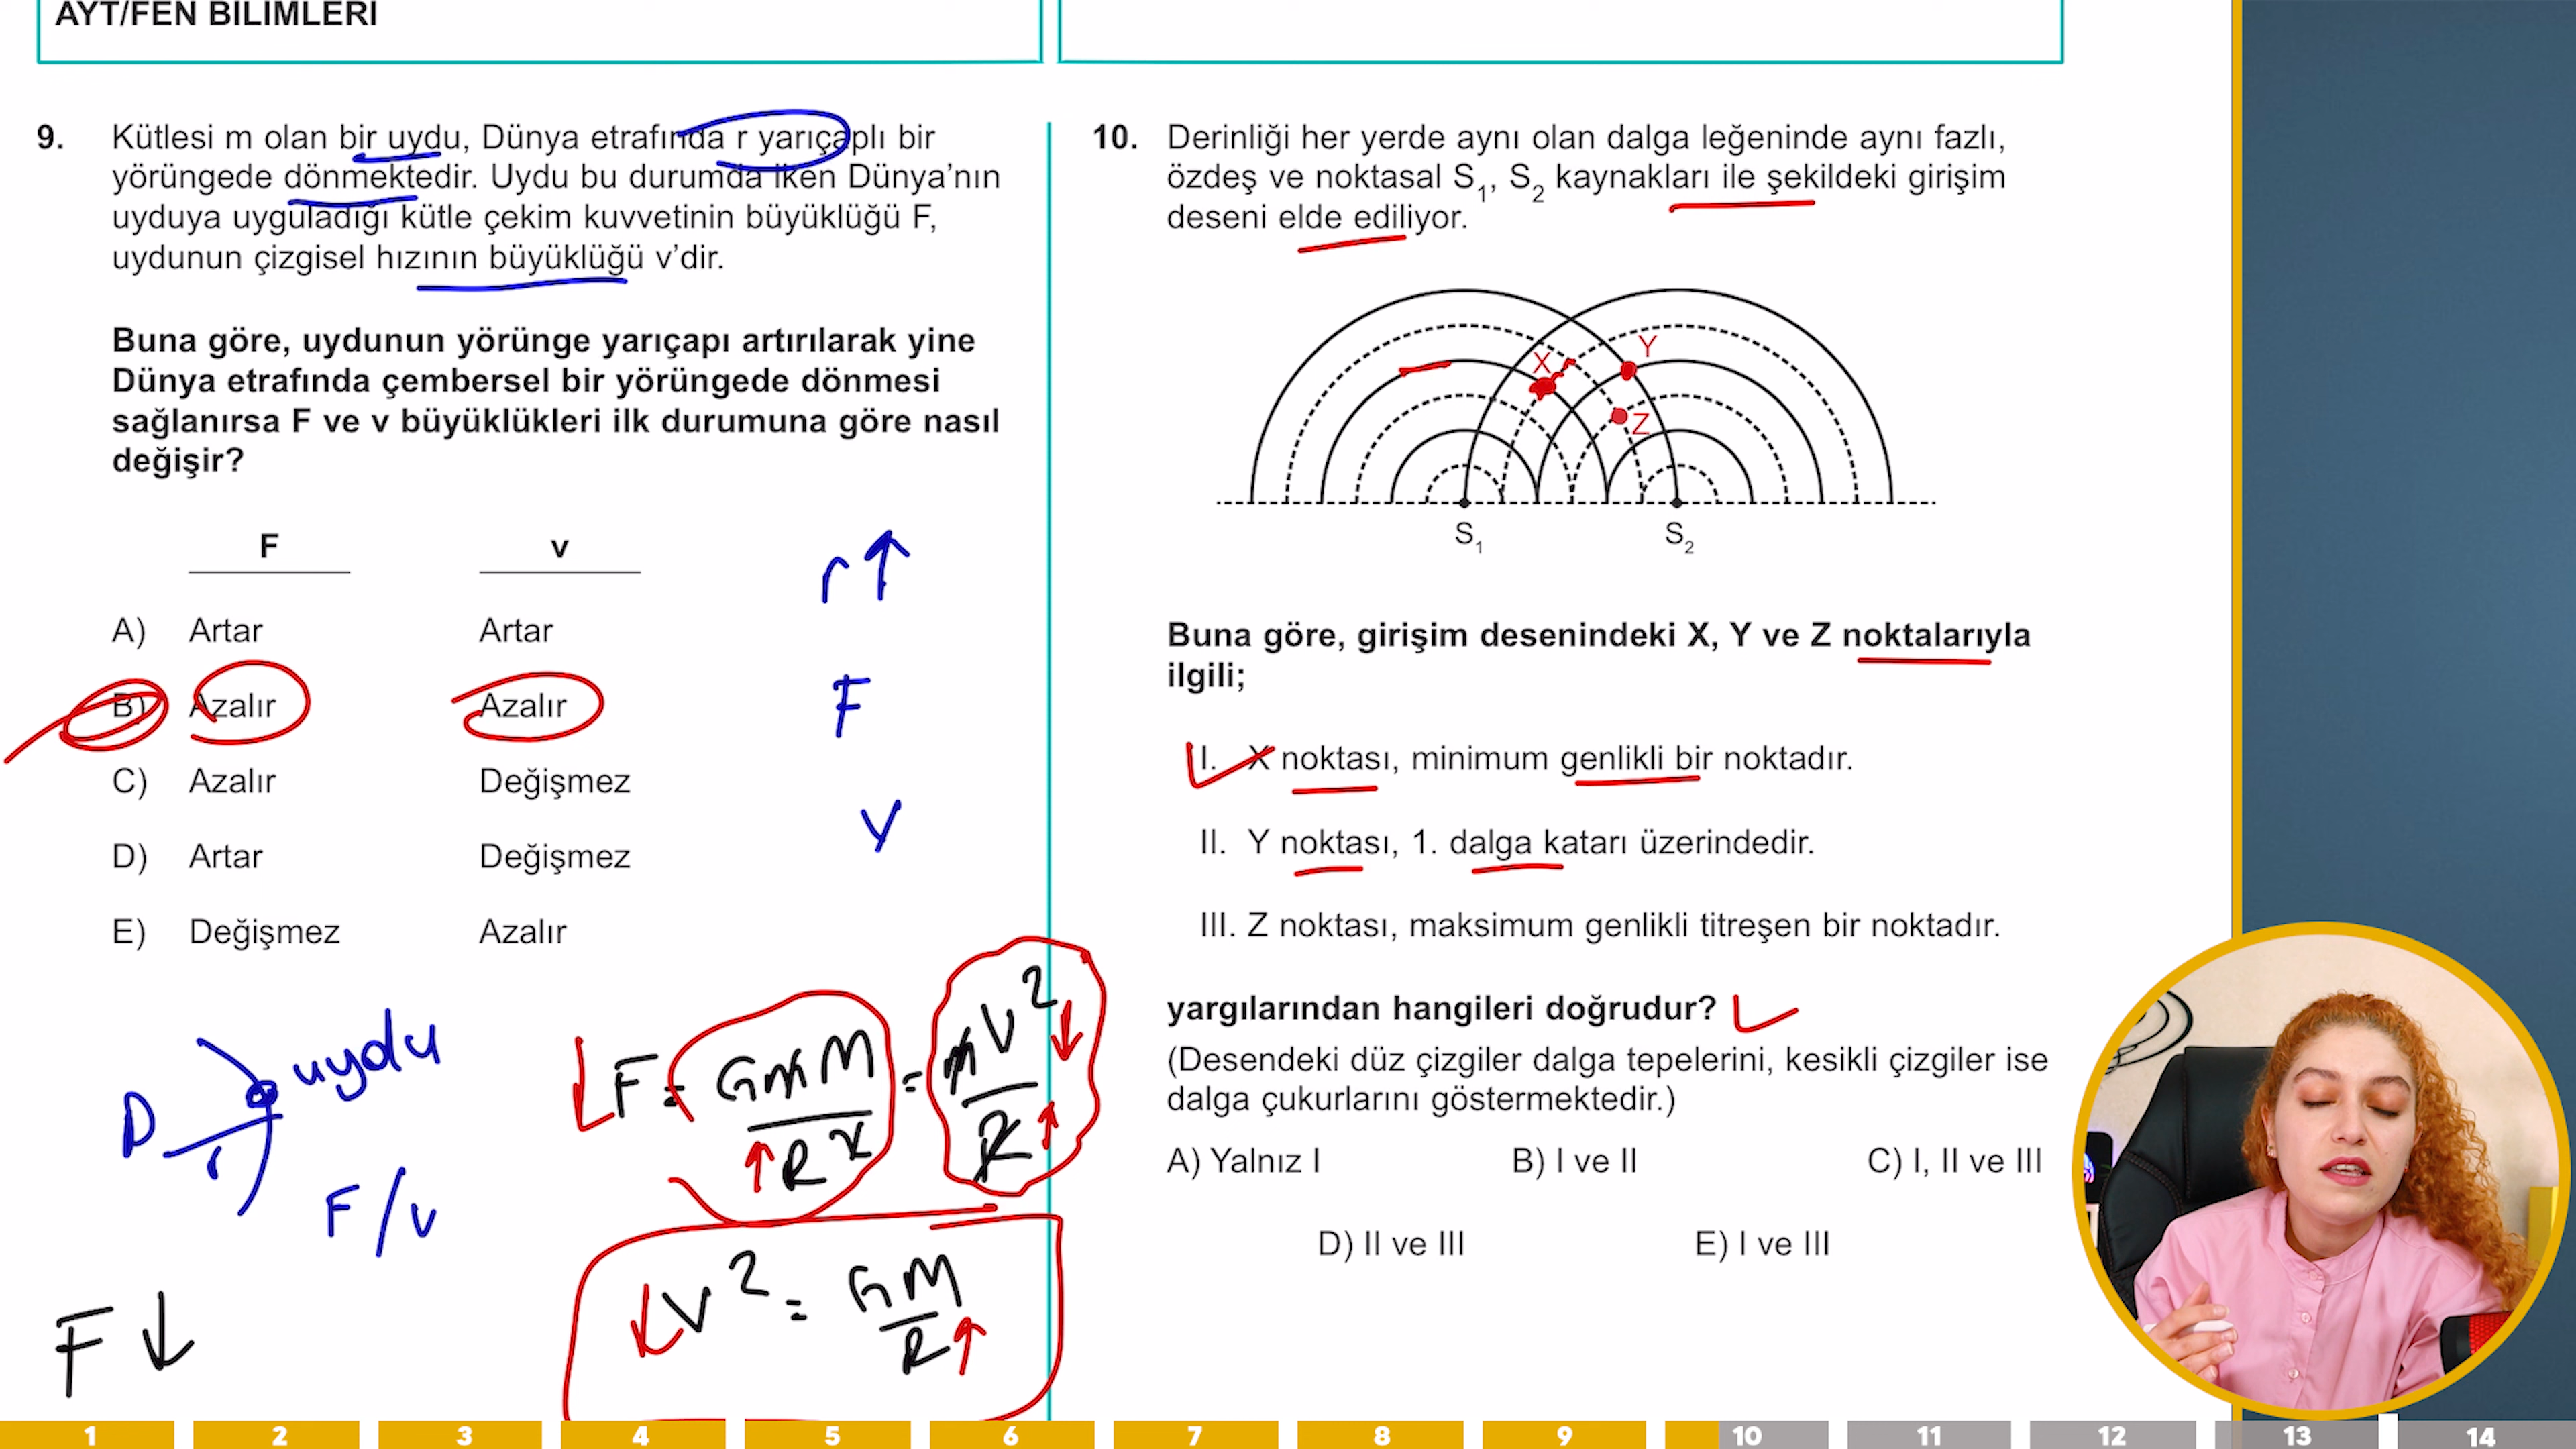 AYT/FEN BİLİMLERİ
9. Kütlesi m olan bir uydu, Dünya etrafında r yarıçaplı bir
yörüngede dönmektedir. Uydu bu durumda iken Dünya’nın
uyduya uyguladığı kütle çekim kuvvetinin büyüklüğü F,
uydunun çizgisel hızının büyüklüğü v’dir.
Buna göre, uydunun yörünge yarıçapı artırılarak yine
Dünya etrafında çembersel bir yörüngede dönmesi
sağlanırsa F ve v büyüklükleri ilk durumuna göre nasıl
değişir?
F v
A) Artar Artar
B) Azalır Azalır
C) Azalır Değişmez
D) Artar Değişmez
E) Değişmez Azalır
r↑
F
v
D
uydu
r
F/v
F↓
↓F = GmM/↑R² = mV²↓/R↑
↓V² = GM/R↑
10. Derinliği her yerde aynı olan dalga leğeninde aynı fazlı,
özdeş ve noktasal S₁, S₂ kaynakları ile şekildeki girişim
deseni elde ediliyor.
X
Y
Z
S₁
S₂
Buna göre, girişim desenindeki X, Y ve Z noktalarıyla
ilgili;
I. X noktası, minimum genlikli bir noktadır.
II. Y noktası, 1. dalga katarı üzerindedir.
III. Z noktası, maksimum genlikli titreşen bir noktadır.
yargılarından hangileri doğrudur?
(Desendeki düz çizgiler dalga tepelerini, kesikli çizgiler ise
dalga çukurlarını göstermektedir.)
A) Yalnız I B) I ve II C) I, II ve III
D) II ve III E) I ve III
1 2 3 4 5 6 7 8 9 10 11 12 13 14